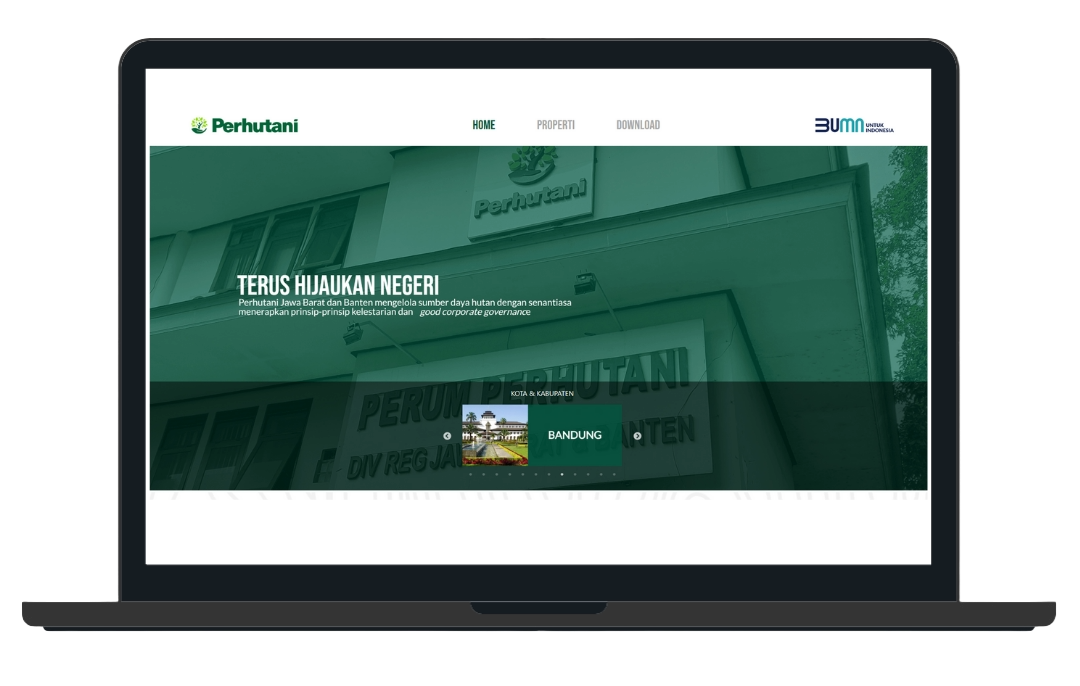 Perhutani
HOME PROPERTI DOWNLOAD
BUMN UNTUK
INDONESIA
Perhutani
TERUS HIJAUKAN NEGERI
Perhutani Jawa Barat dan Banten mengelola sumber daya hutan dengan senantiasa
menerapkan prinsip-prinsip kelestarian dan good corporate governance
PERUM PERHUTANI
DIV REG JA BANTEN
KOTA & KABUPATEN
BANDUNG